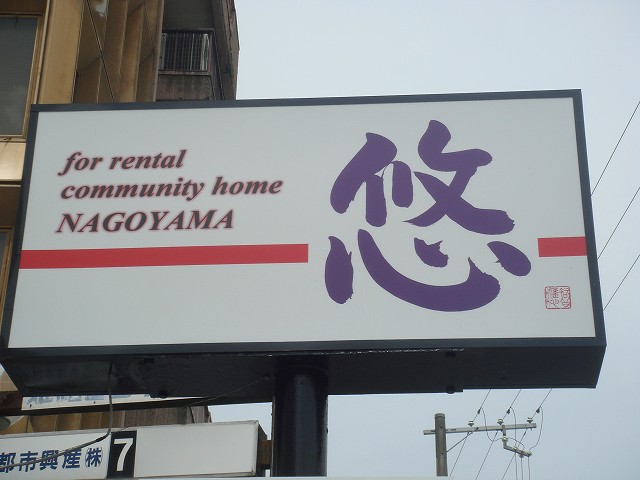 for rental
community home
NAGOYAMA
悠
都市興産㈱
7